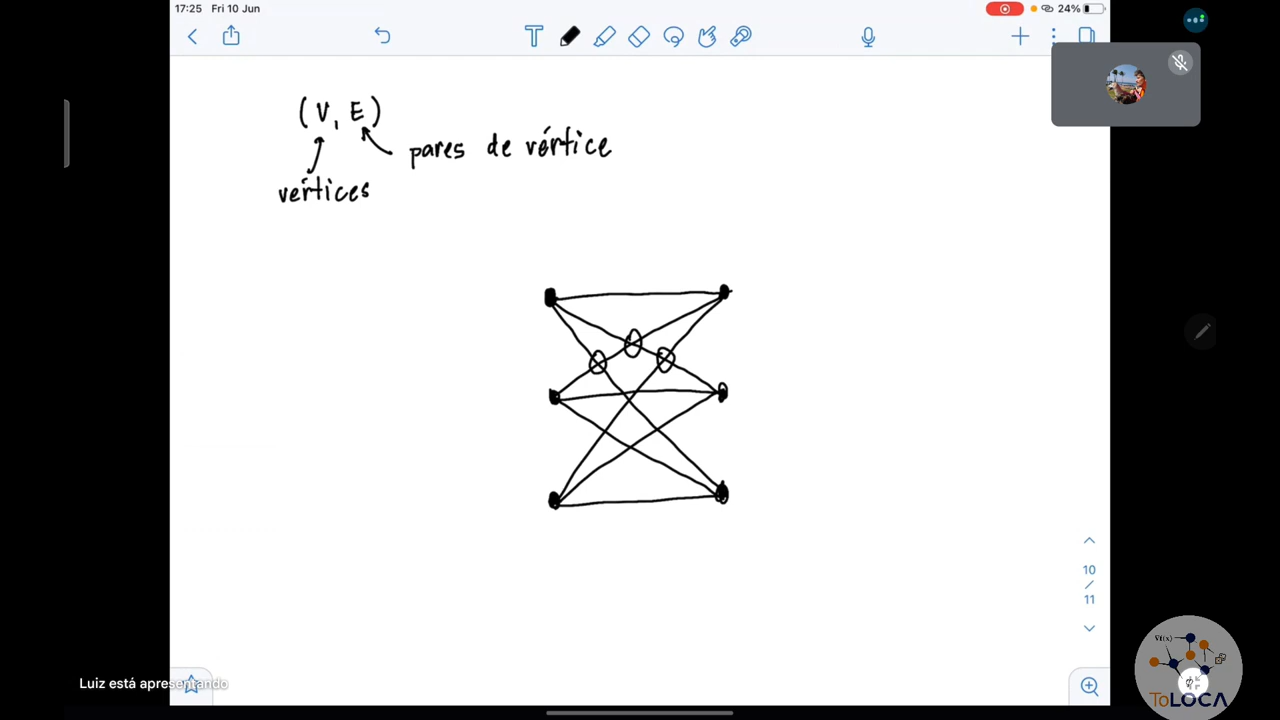 17:25 Fri 10 Jun
24%
T
(V, E)
pares de vértice
vértices
10
/
11
Luiz está apresentando
∇f(x)
ToLOCA